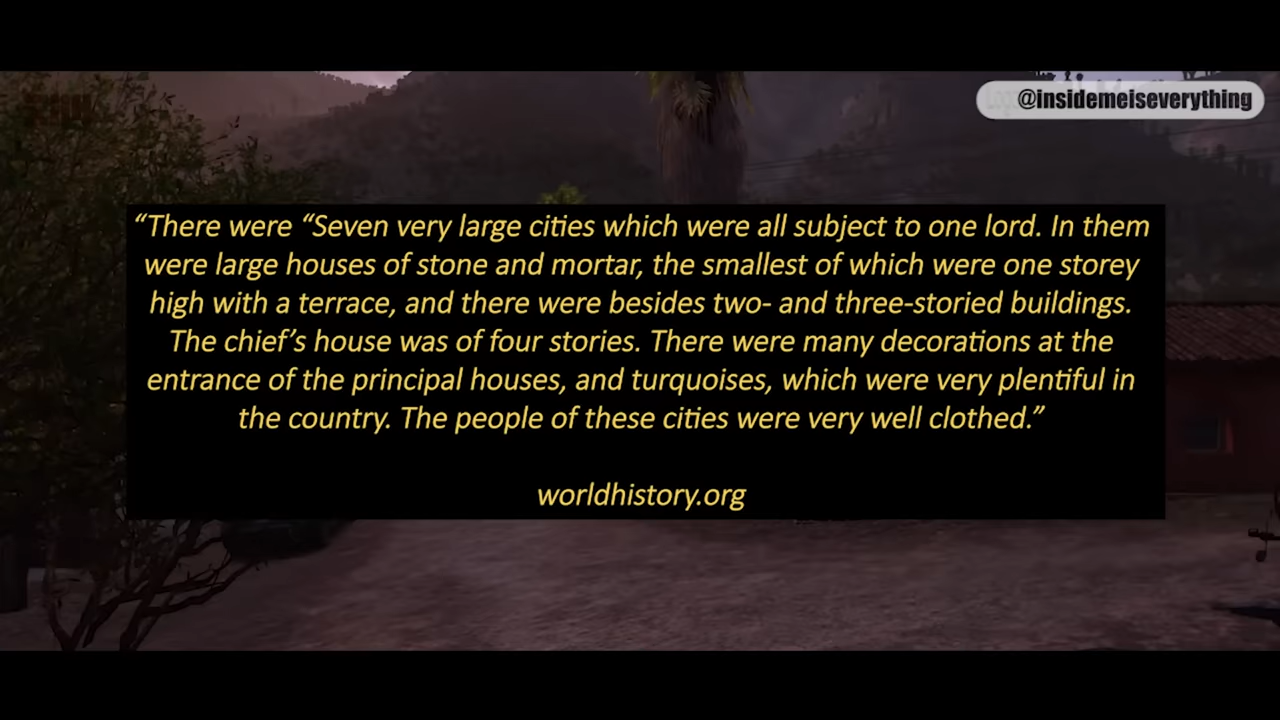 @insidemeiseverything
“There were “Seven very large cities which were all subject to one lord. In them
were large houses of stone and mortar, the smallest of which were one storey
high with a terrace, and there were besides two- and three-storied buildings.
The chief’s house was of four stories. There were many decorations at the
entrance of the principal houses, and turquoises, which were very plentiful in
the country. The people of these cities were very well clothed.”
worldhistory.org